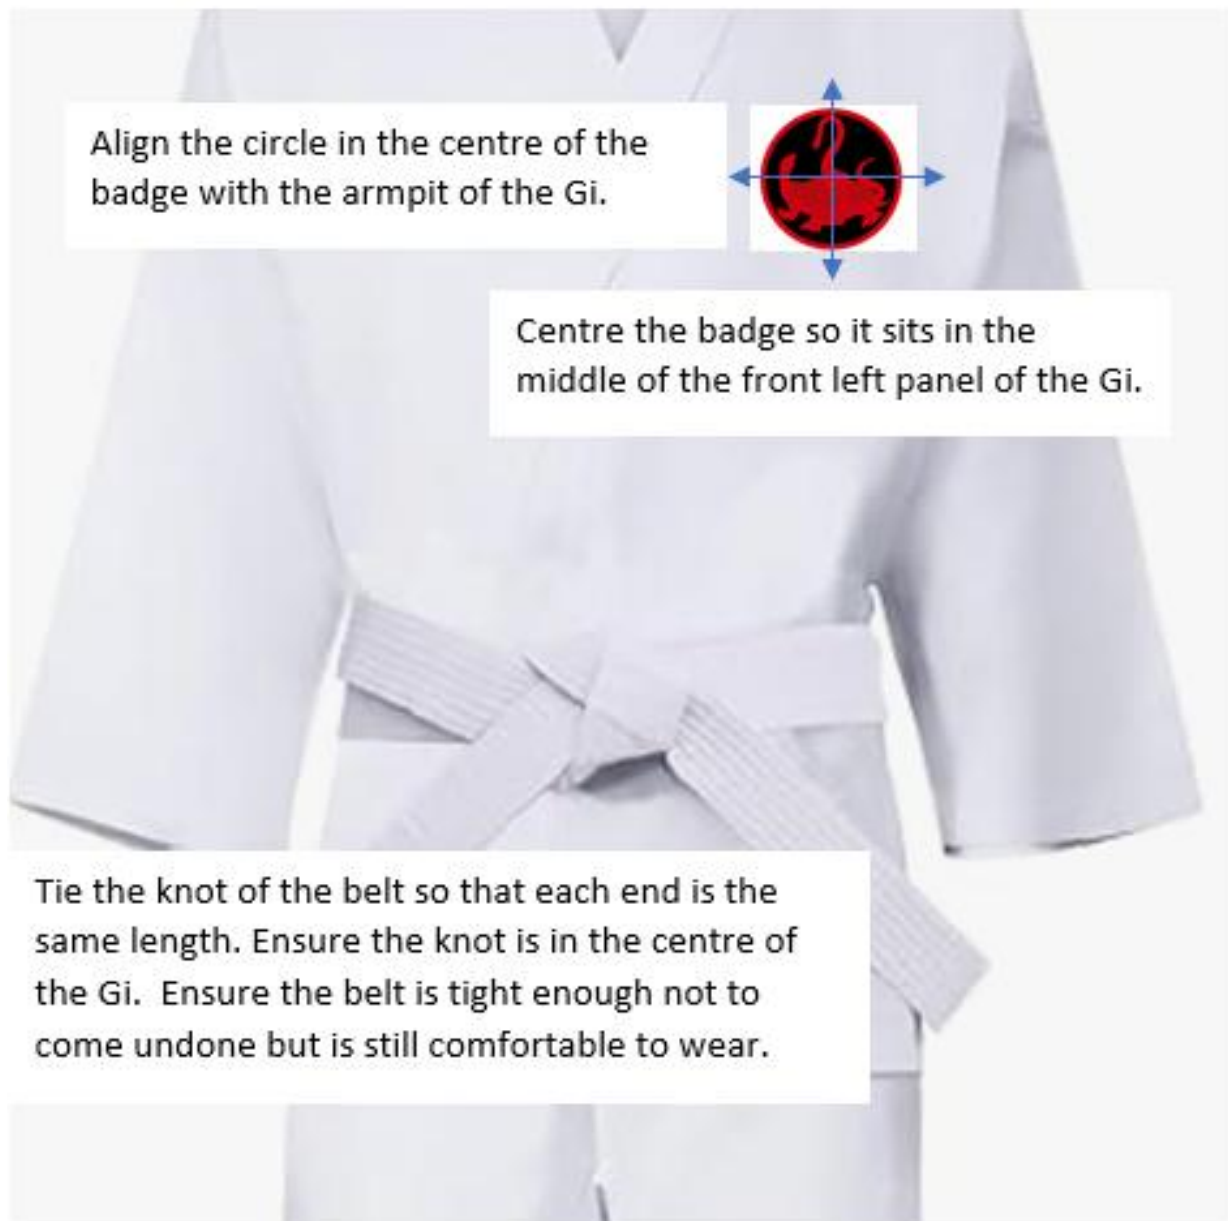 Align the circle in the centre of the
badge with the armpit of the Gi.
Centre the badge so it sits in the
middle of the front left panel of the Gi.
Tie the knot of the belt so that each end is the
same length. Ensure the knot is in the centre of
the Gi.  Ensure the belt is tight enough not to
come undone but is still comfortable to wear.